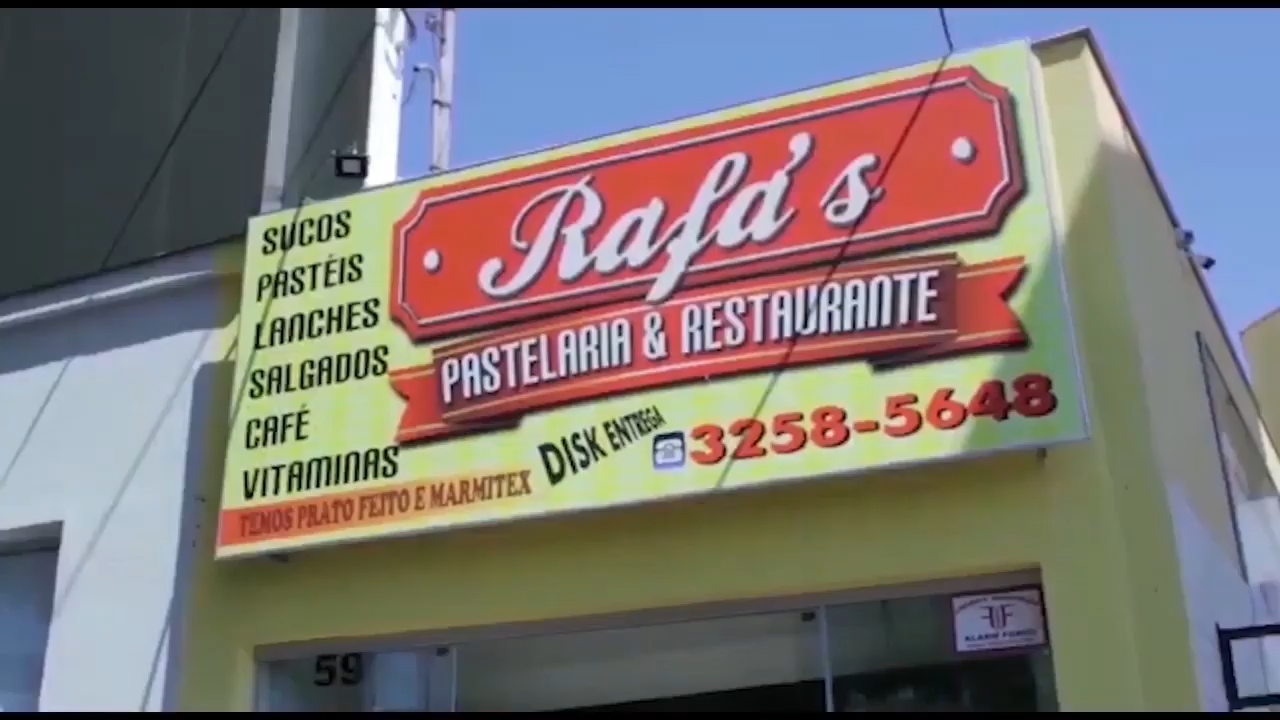 Rafa's
PASTELARIA & RESTAURANTE
SUCOS
PASTÉIS
LANCHES
SALGADOS
CAFÉ
VITAMINAS
TEMOS PRATO FEITO E MARMITEX
DISK ENTREGA
3258-5648
59